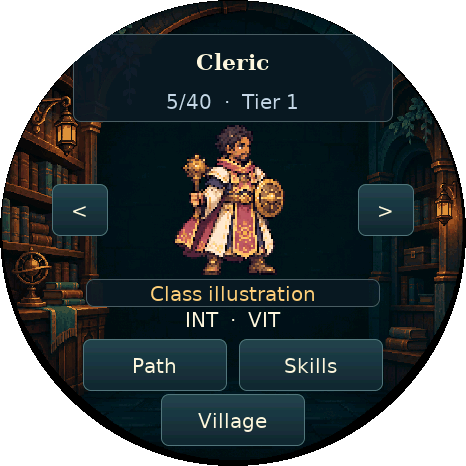 Cleric
5/40 · Tier 1
< >
Class illustration
INT · VIT
Path Skills
Village